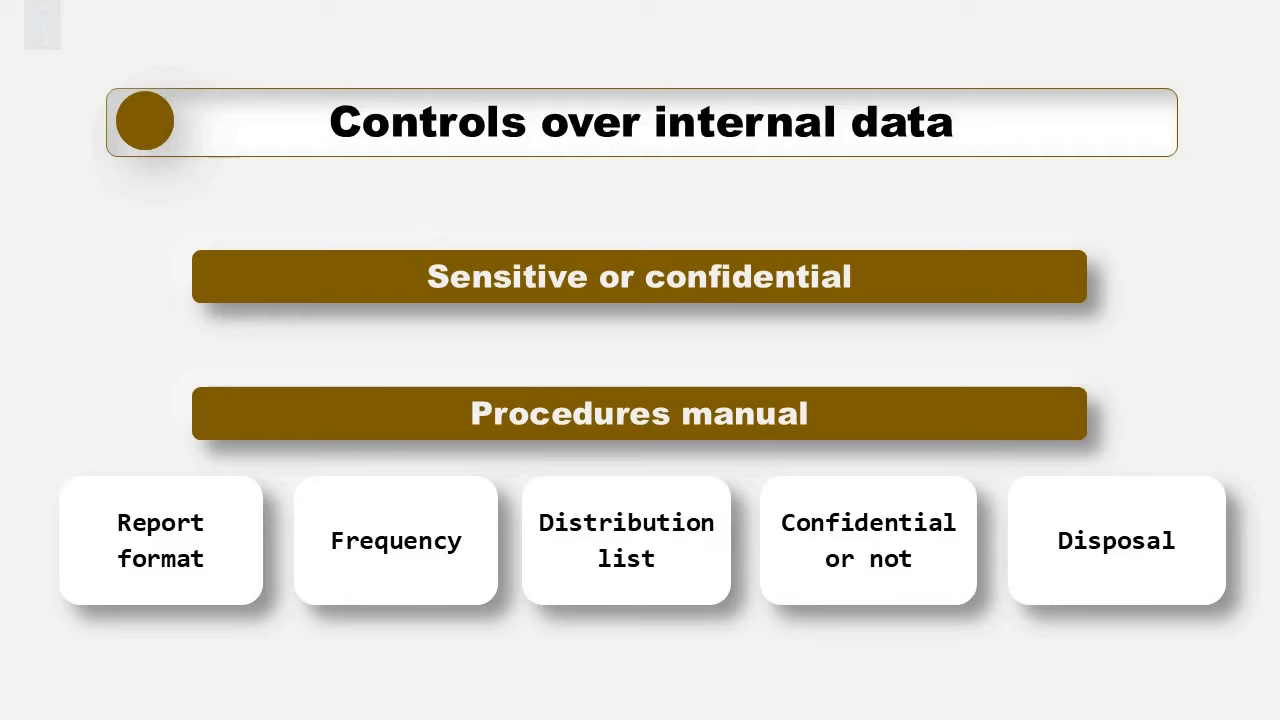 Controls over internal data
Sensitive or confidential
Procedures manual
Report
format
Frequency
Distribution
list
Confidential
or not
Disposal